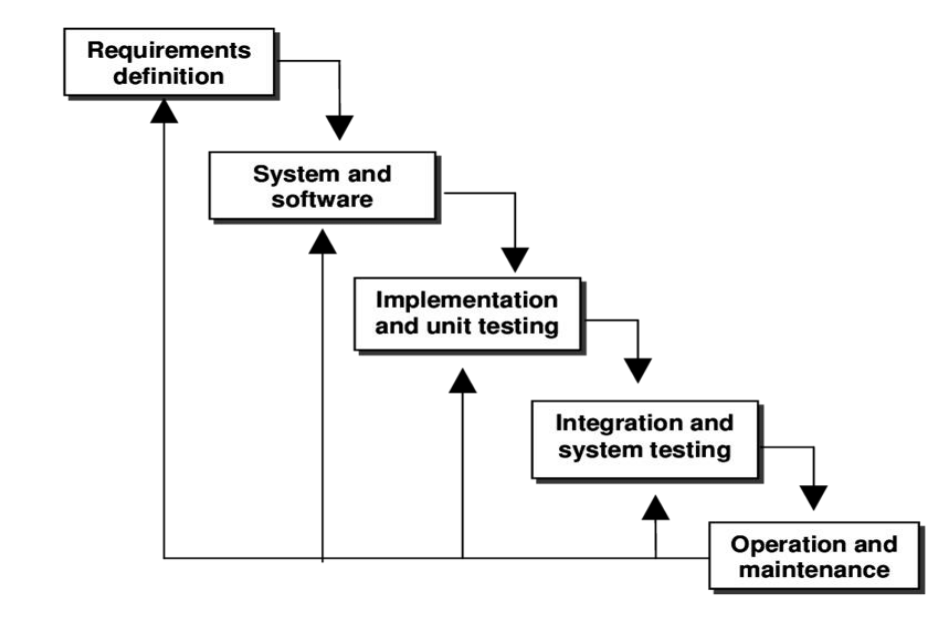 Requirements
definition
System and
software
Implementation
and unit testing
Integration and
system testing
Operation and
maintenance